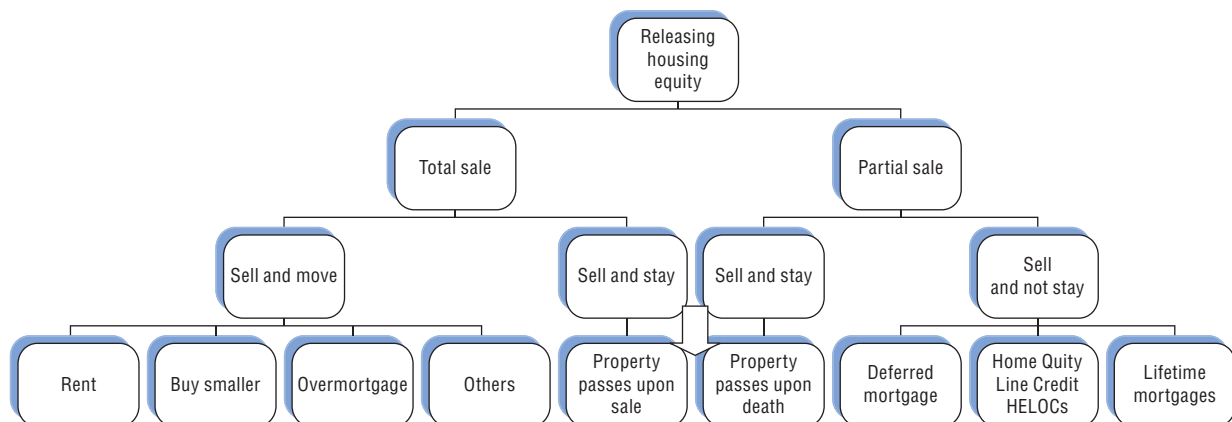 Releasing
housing
equity
Total sale
Partial sale
Sell and move
Sell and stay
Sell and stay
Sell
and not stay
Rent
Buy smaller
Overmortgage
Others
Property
passes upon
sale
Property
passes upon
death
Deferred
mortgage
Home Quity
Line Credit
HELOCs
Lifetime
mortgages